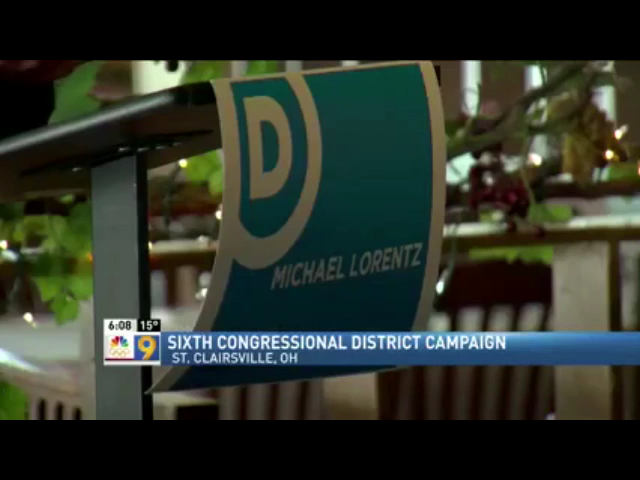 D
MICHAEL LORENTZ
6:08 15°
9
SIXTH CONGRESSIONAL DISTRICT CAMPAIGN
ST. CLAIRSVILLE, OH